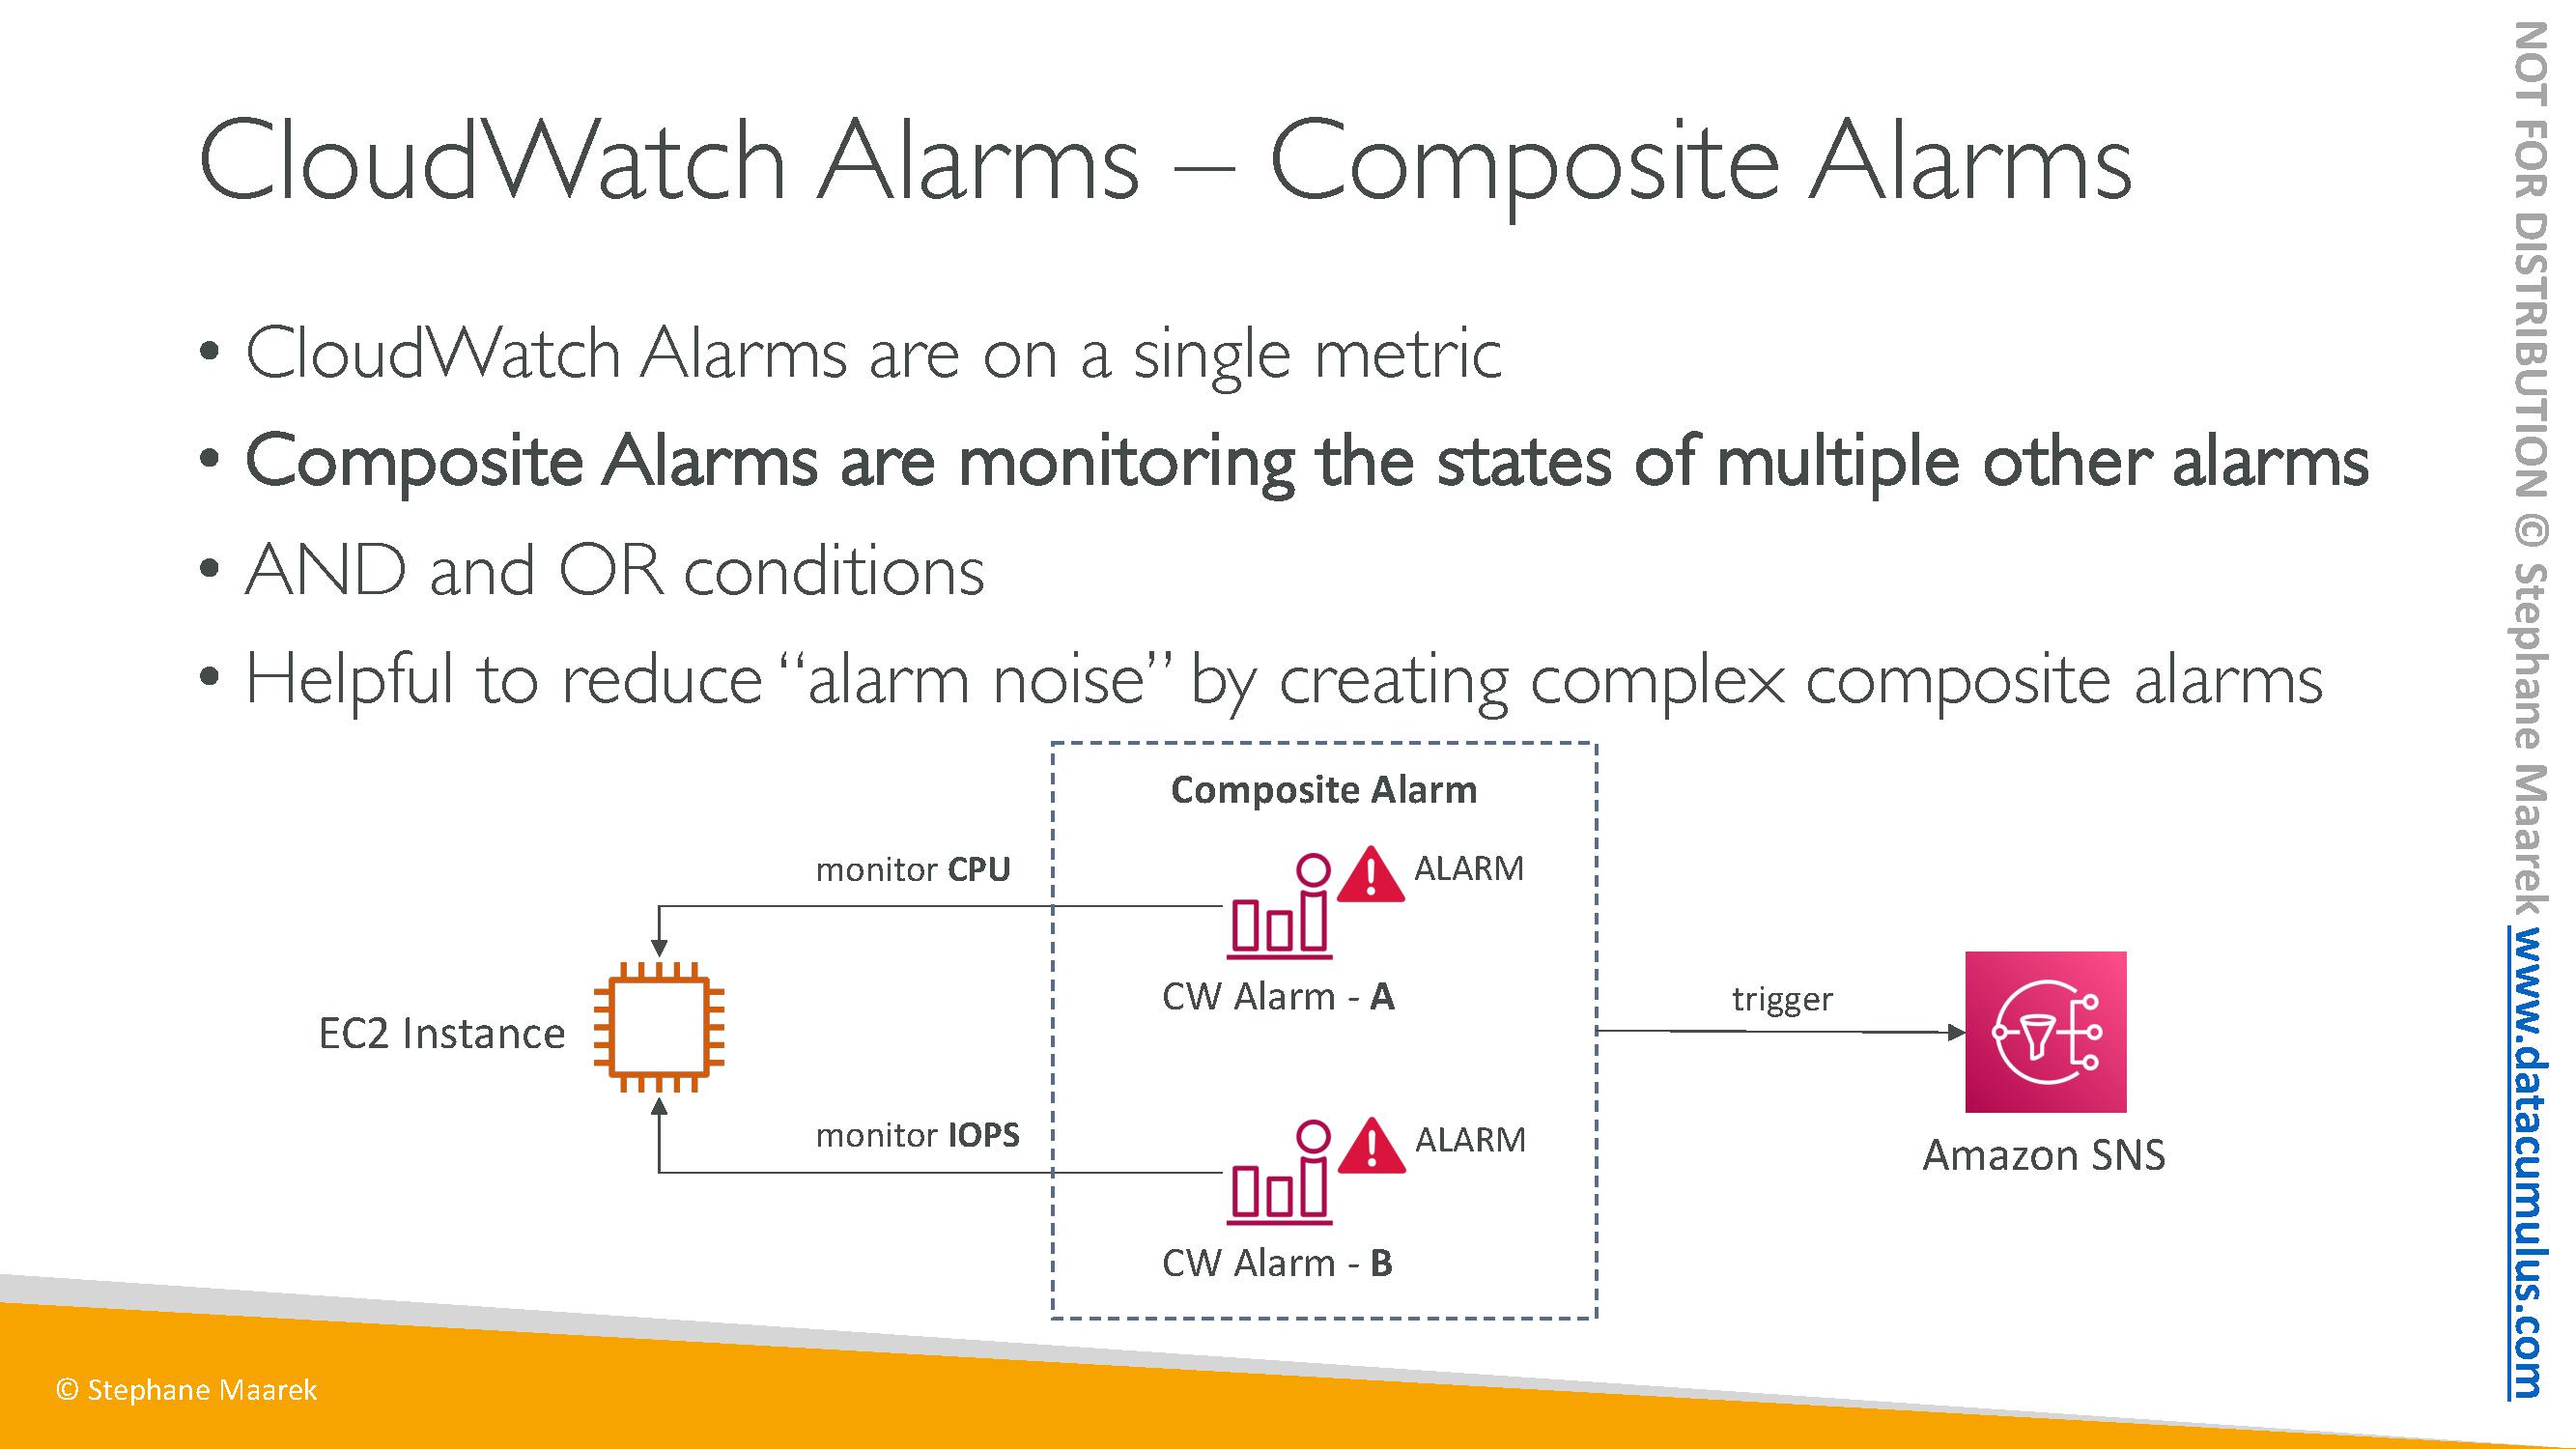 CloudWatch Alarms – Composite Alarms
• CloudWatch Alarms are on a single metric
• Composite Alarms are monitoring the states of multiple other alarms
• AND and OR conditions
• Helpful to reduce “alarm noise” by creating complex composite alarms
Composite Alarm
monitor CPU
ALARM
CW Alarm - A
EC2 Instance
trigger
monitor IOPS
ALARM
Amazon SNS
CW Alarm - B
© Stephane Maarek
NOT FOR DISTRIBUTION © Stephane Maarek www.datacumulus.com